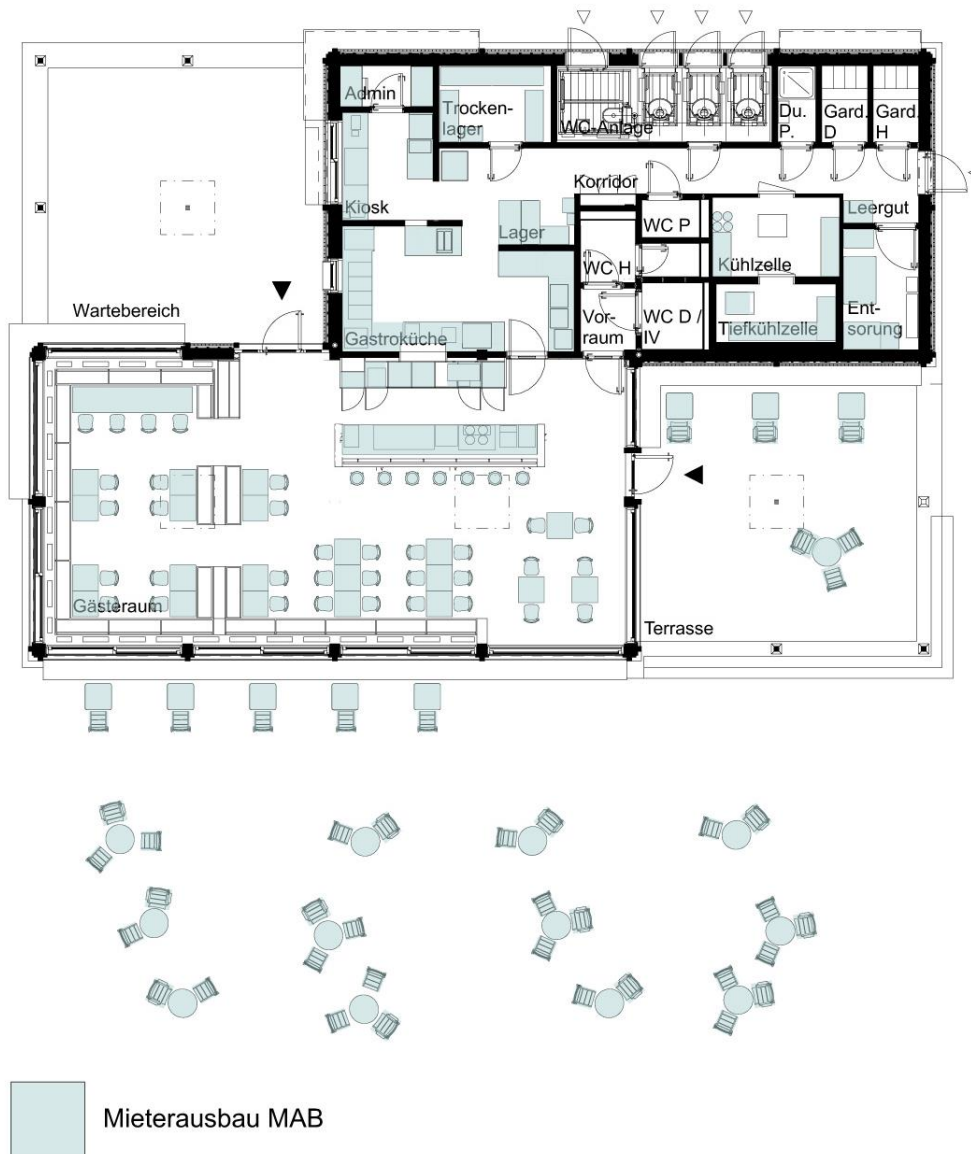 Admin
Trocken-
lager
WC-Anlage
Du.
P.
Gard.
D
Gard.
H
Kiosk
Korridor
Lager
WC P
Leergut
WC H
Kühlzelle
Wartebereich
Gastroküche
Vor-
raum
WC D /
IV
Tiefkühlzelle
Ent-
sorgung
Gästeraum
Terrasse
Mieterausbau MAB